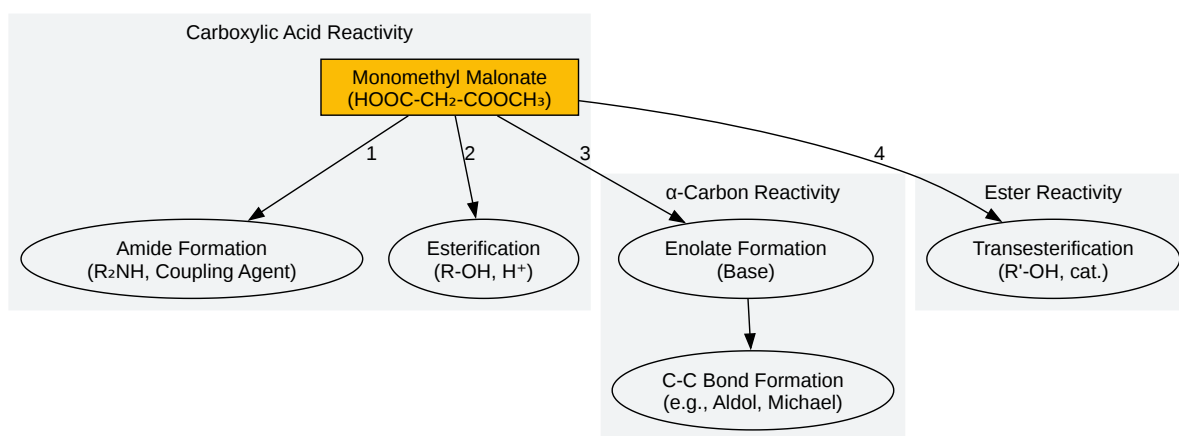 Carboxylic Acid Reactivity
Monomethyl Malonate
(HOOC-CH₂-COOCH₃)
1
2
3
4
α-Carbon Reactivity
Ester Reactivity
Amide Formation
(R₂NH, Coupling Agent)
Esterification
(R-OH, H⁺)
Enolate Formation
(Base)
Transesterification
(R'-OH, cat.)
C-C Bond Formation
(e.g., Aldol, Michael)